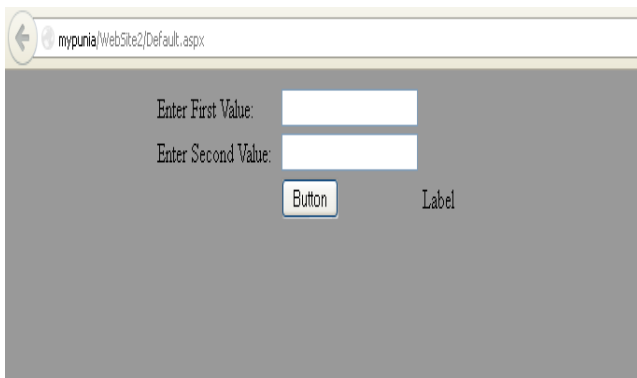 mypunia/WebSite2/Default.aspx
Enter First Value:
Enter Second Value:
Button Label